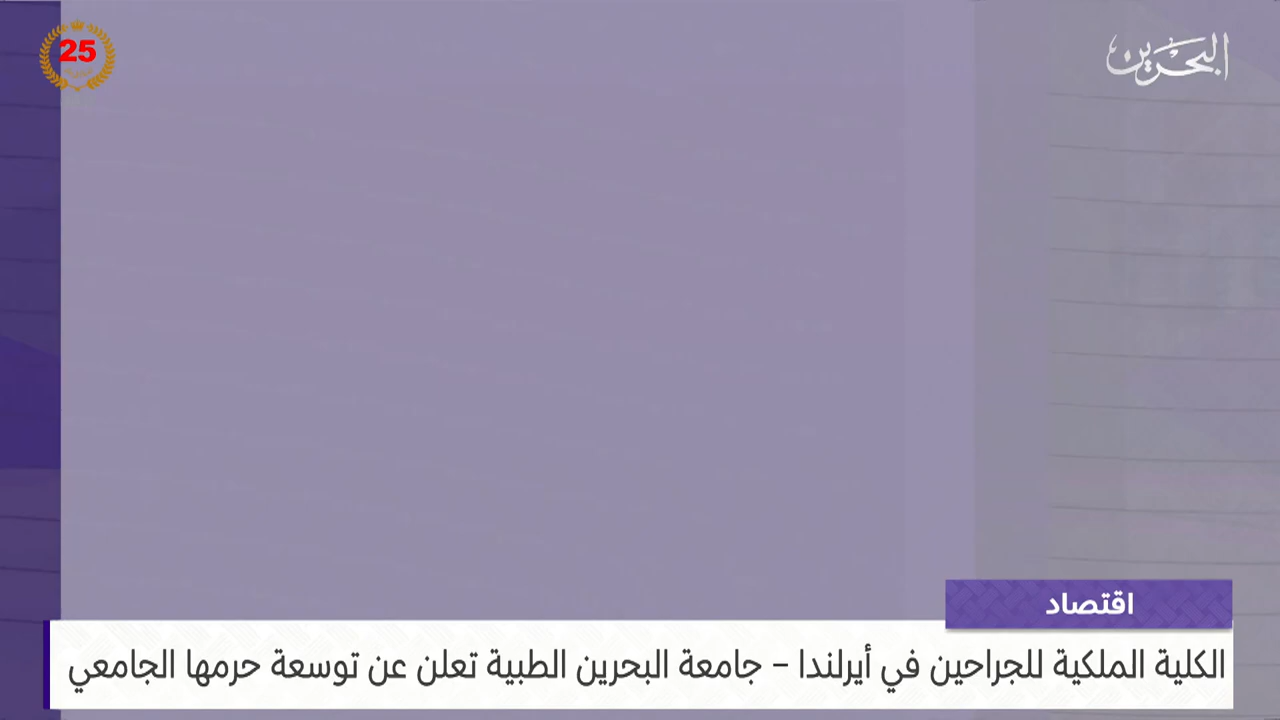 25
البحرين
اقتصاد
الكلية الملكية للجراحين في أيرلندا – جامعة البحرين الطبية تعلن عن توسعة حرمها الجامعي